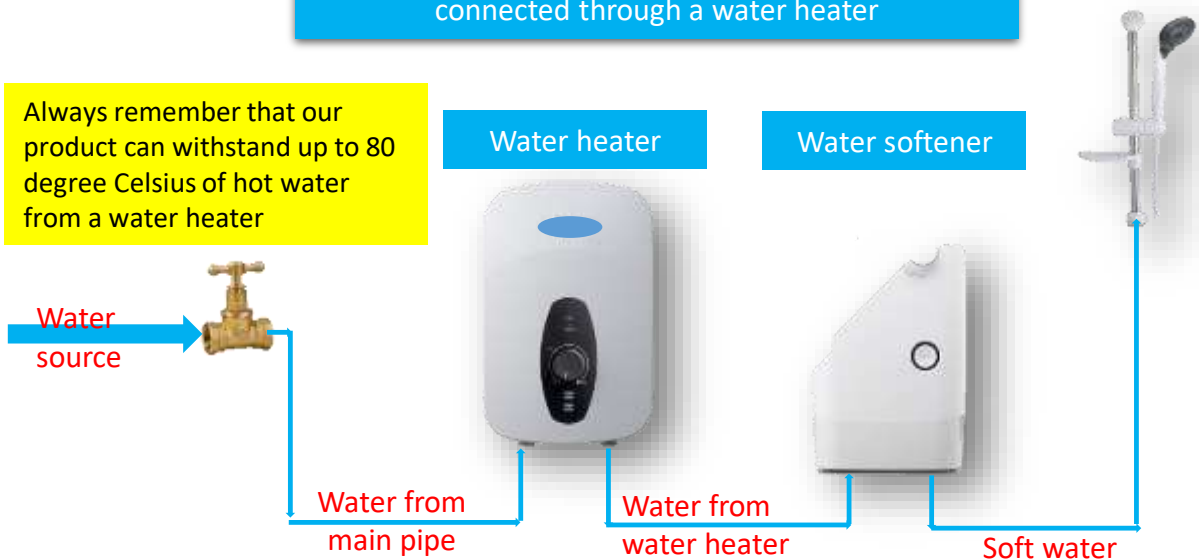 connected through a water heater
Always remember that our
product can withstand up to 80
degree Celsius of hot water
from a water heater
Water heater
Water softener
Water
source
Water from
main pipe
Water from
water heater
Soft water